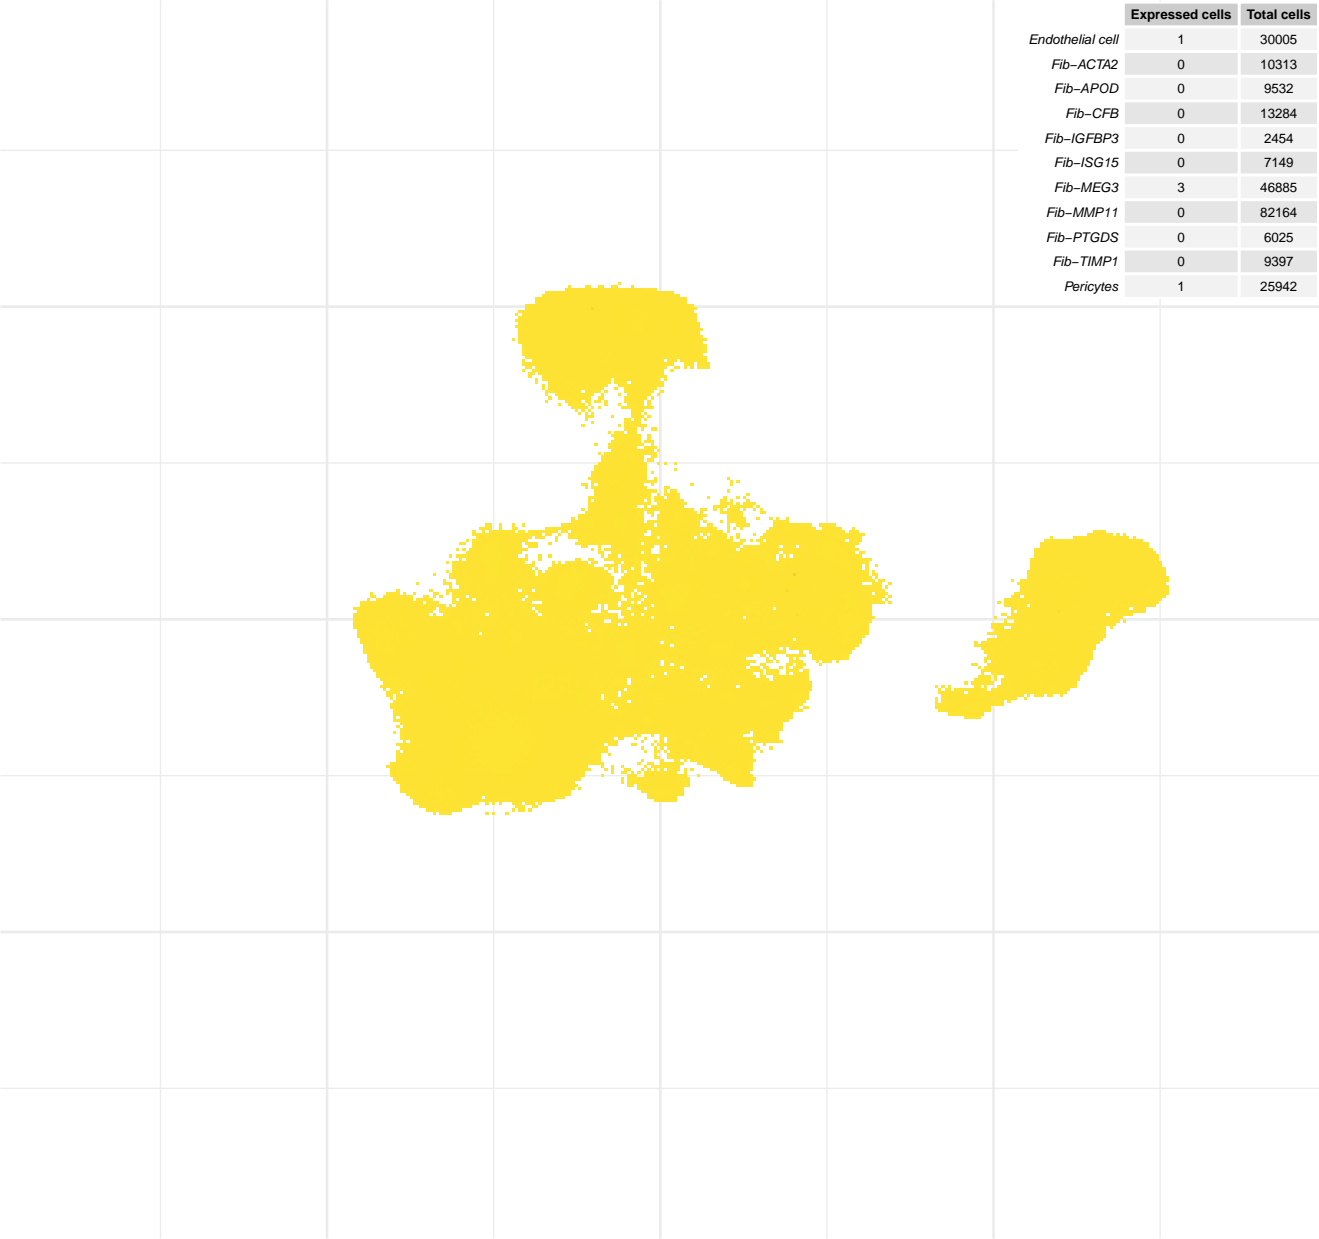 Expressed cells Total cells
Endothelial cell 1 30005
Fib−ACTA2 0 10313
Fib−APOD 0 9532
Fib−CFB 0 13284
Fib−IGFBP3 0 2454
Fib−ISG15 0 7149
Fib−MEG3 3 46885
Fib−MMP11 0 82164
Fib−PTGDS 0 6025
Fib−TIMP1 0 9397
Pericytes 1 25942